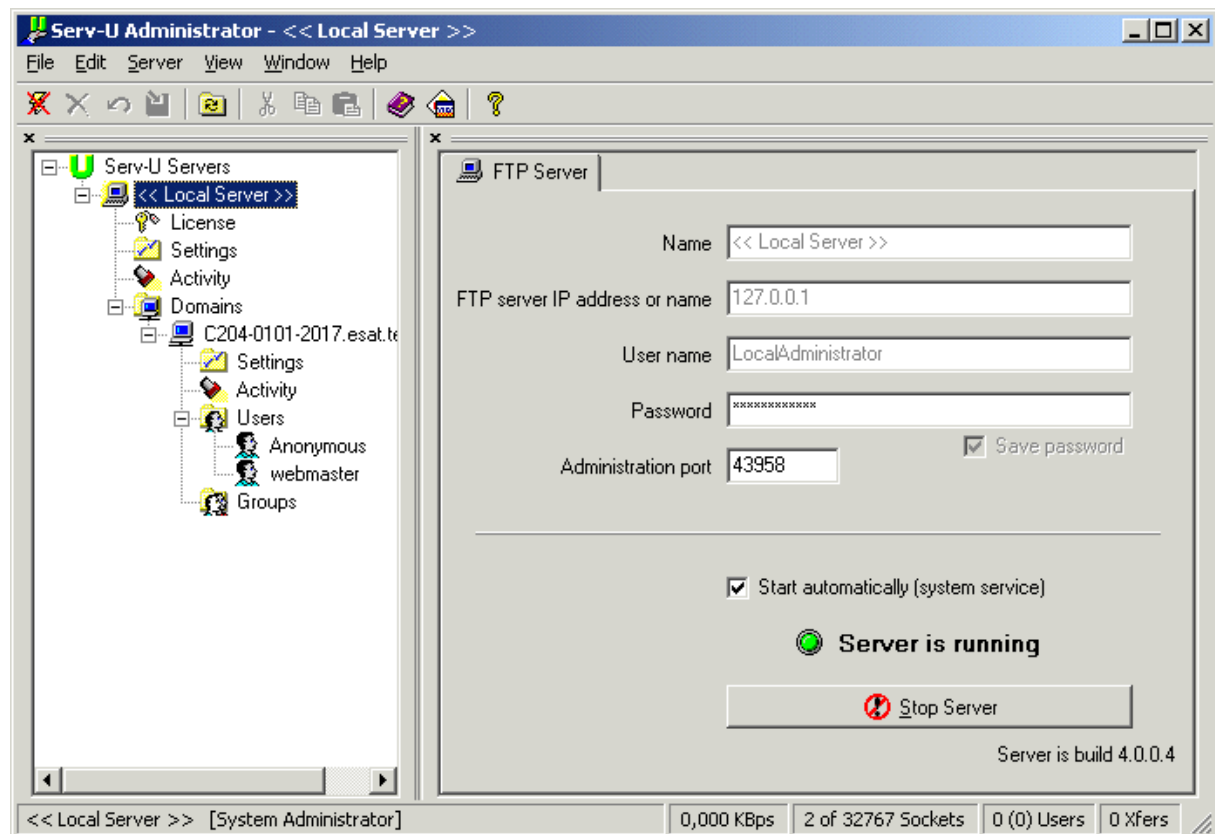 Serv-U Administrator - << Local Server >>
File Edit Server View Window Help
Serv-U Servers
<< Local Server >>
License
Settings
Activity
Domains
C204-0101-2017.esat.te
Settings
Activity
Users
Anonymous
webmaster
Groups
FTP Server
Name << Local Server >>
FTP server IP address or name 127.0.0.1
User name LocalAdministrator
Password ************
Save password
Administration port 43958
Start automatically (system service)
Server is running
Stop Server
Server is build 4.0.0.4
<< Local Server >> [System Administrator] 0,000 KBps 2 of 32767 Sockets 0 (0) Users 0 Xfers